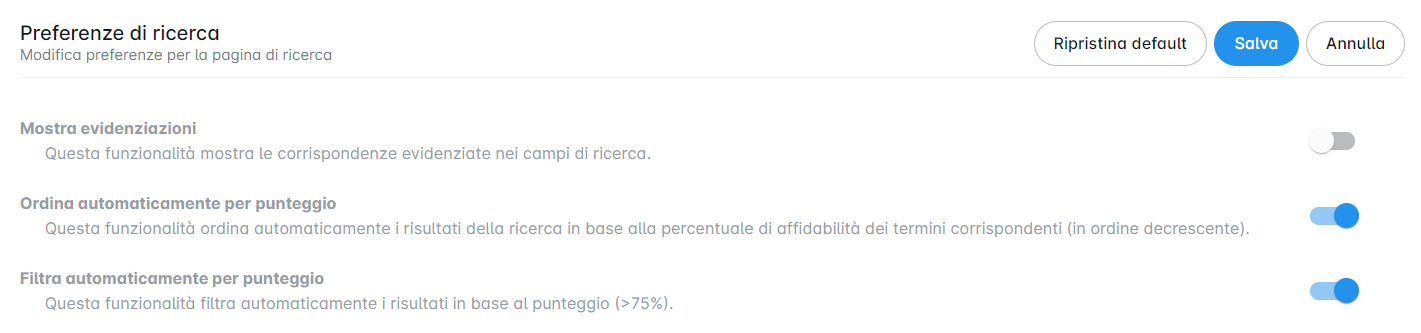 Preferenze di ricerca
Modifica preferenze per la pagina di ricerca
Ripristina default
Salva
Annulla
Mostra evidenziazioni
Questa funzionalità mostra le corrispondenze evidenziate nei campi di ricerca.
Ordina automaticamente per punteggio
Questa funzionalità ordina automaticamente i risultati della ricerca in base alla percentuale di affidabilità dei termini corrispondenti (in ordine decrescente).
Filtra automaticamente per punteggio
Questa funzionalità filtra automaticamente i risultati in base al punteggio (>75%).